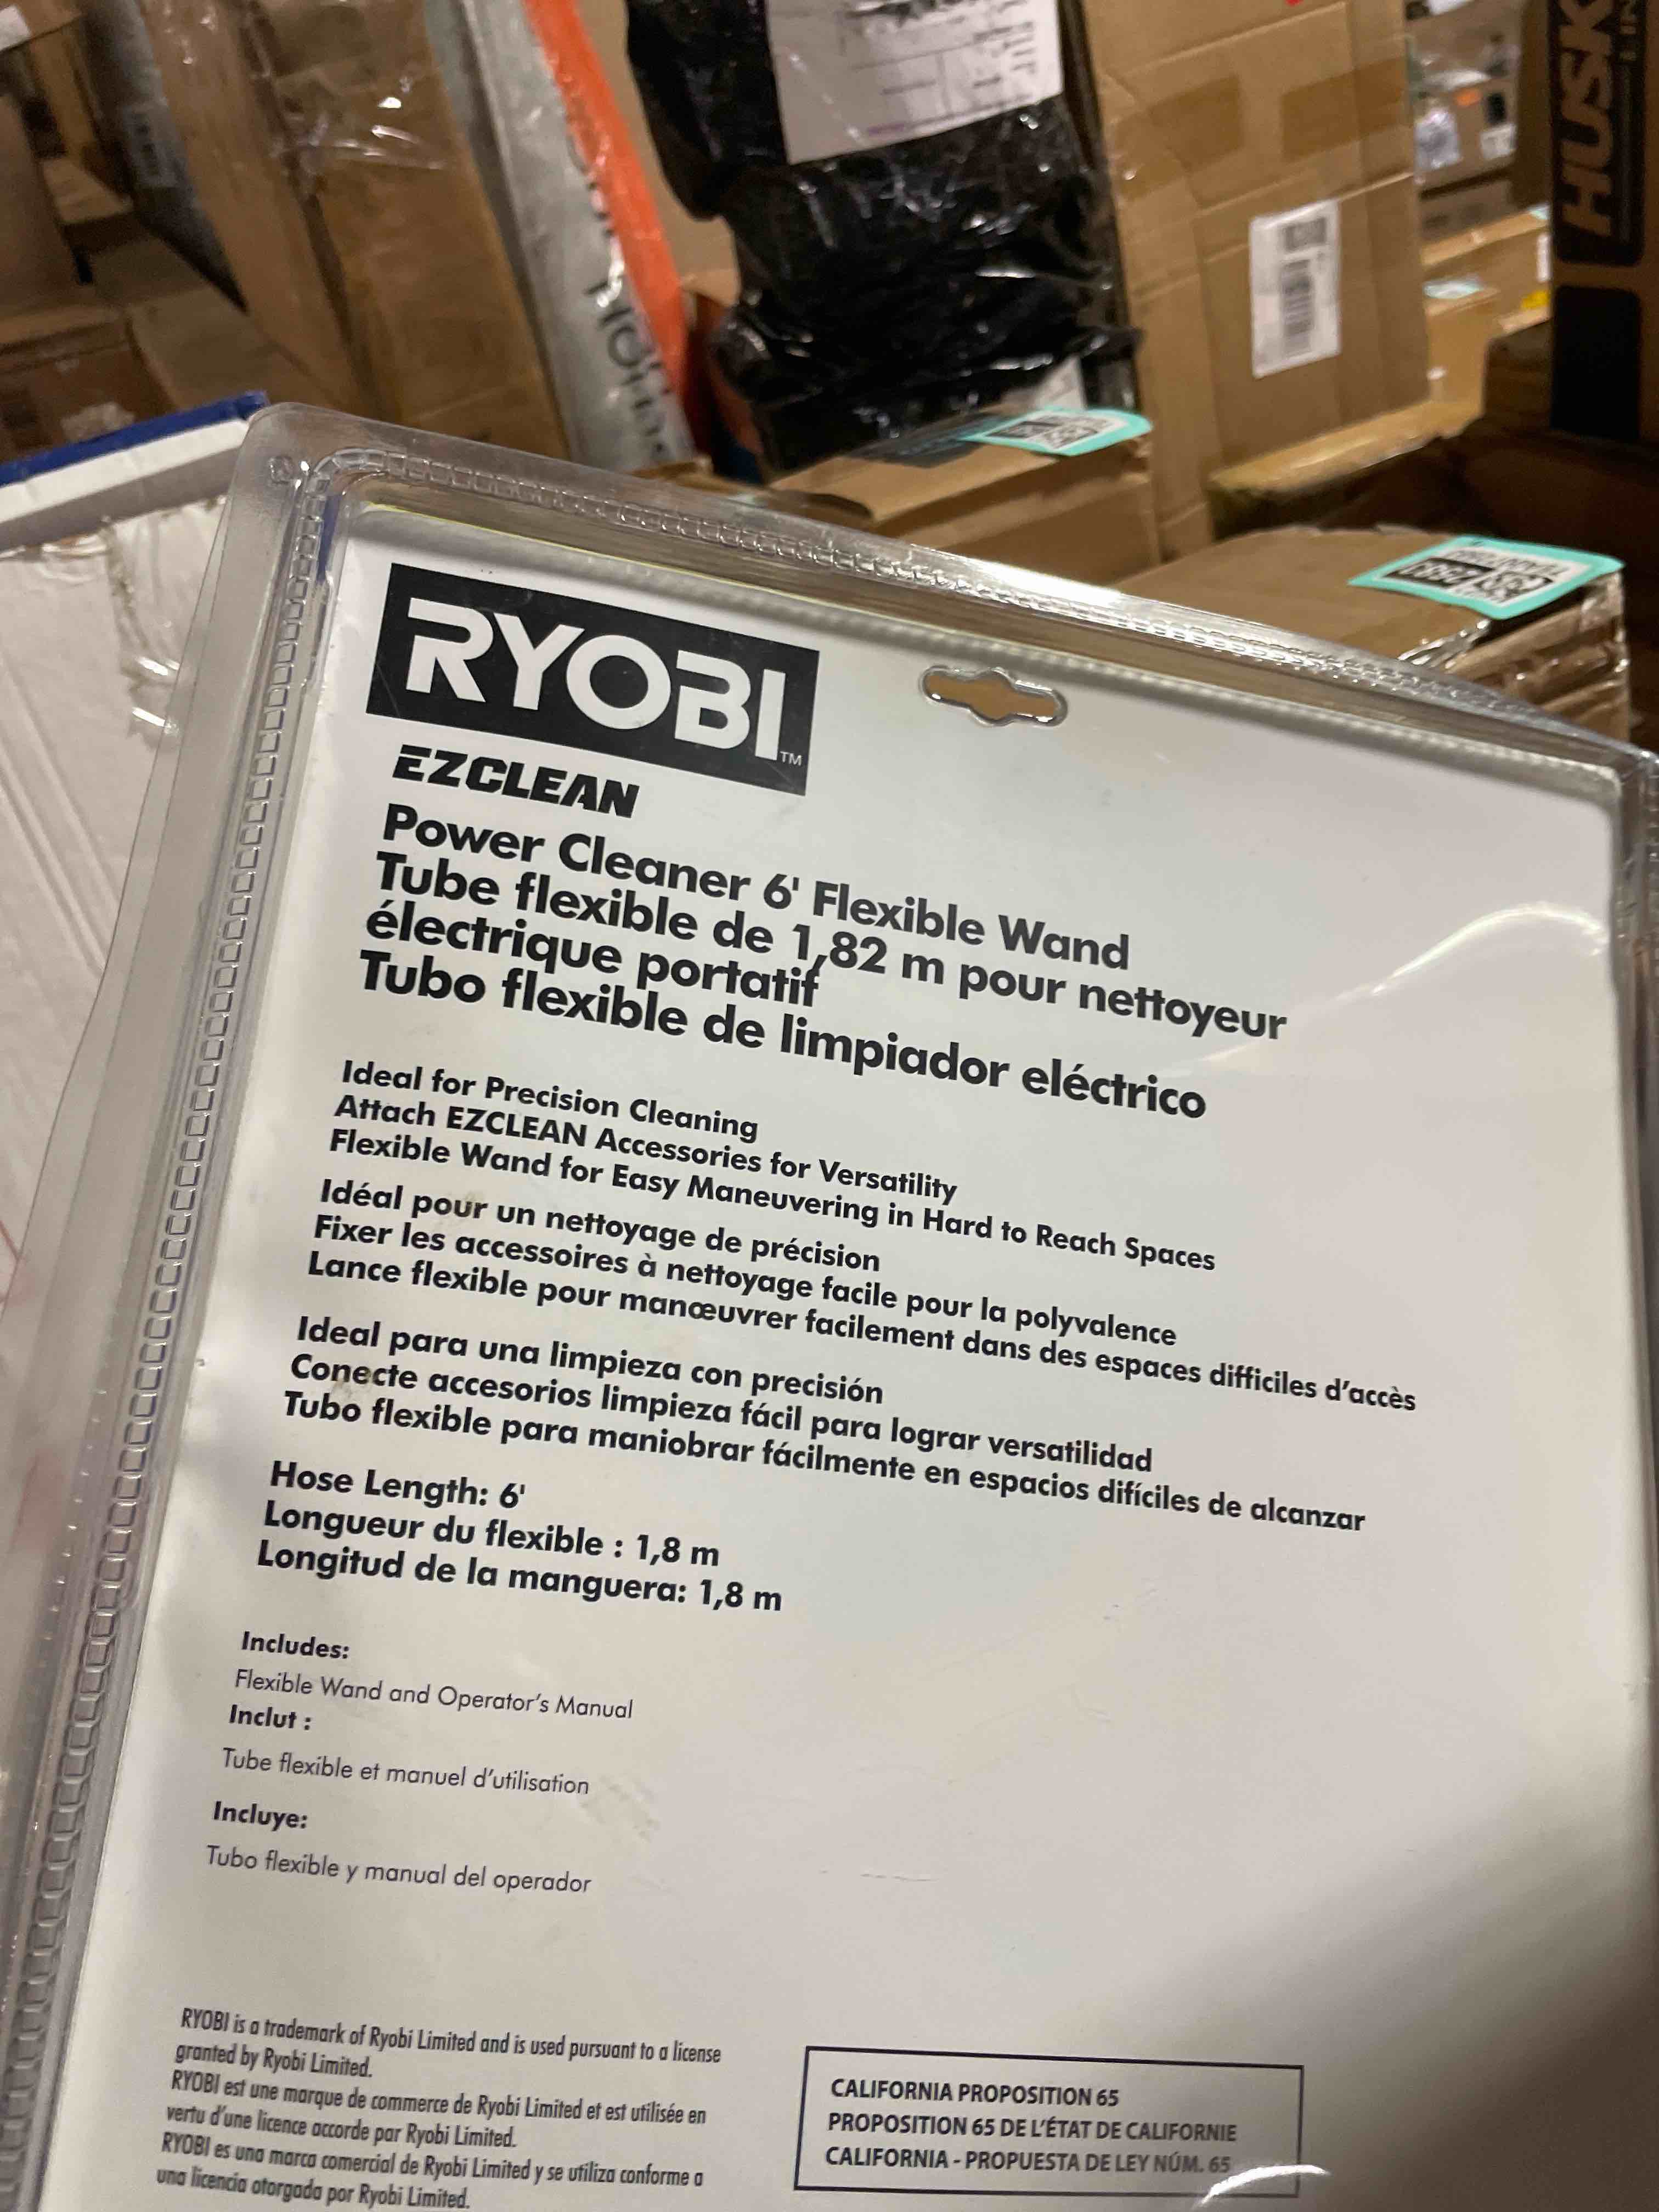 HUSK
RYOBI™
EZCLEAN
Power Cleaner 6' Flexible Wand
Tube flexible de 1,82 m pour nettoyeur
électrique portatif
Tubo flexible de limpiador eléctrico
Ideal for Precision Cleaning
Attach EZCLEAN Accessories for Versatility
Flexible Wand for Easy Maneuvering in Hard to Reach Spaces
Idéal pour un nettoyage de précision
Fixer les accessoires à nettoyage facile pour la polyvalence
Lance flexible pour manœuvrer facilement dans des espaces difficiles d'accès
Ideal para una limpieza con precisión
Conecte accesorios limpieza fácil para lograr versatilidad
Tubo flexible para maniobrar fácilmente en espacios difíciles de alcanzar
Hose Length: 6'
Longueur du flexible : 1,8 m
Longitud de la manguera: 1,8 m
Includes:
Flexible Wand and Operator's Manual
Inclut :
Tube flexible et manuel d'utilisation
Incluye:
Tubo flexible y manual del operador
RYOBI is a trademark of Ryobi Limited and is used pursuant to a license
granted by Ryobi Limited.
RYOBI est une marque de commerce de Ryobi Limited et est utilisée en
vertu d'une licence accorde par Ryobi Limited.
RYOBI es una marca comercial de Ryobi Limited y se utiliza conforme a
una licencia otorgada por Ryobi Limited.
CALIFORNIA PROPOSITION 65
PROPOSITION 65 DE L'ÉTAT DE CALIFORNIE
CALIFORNIA - PROPUESTA DE LEY NÚM. 65